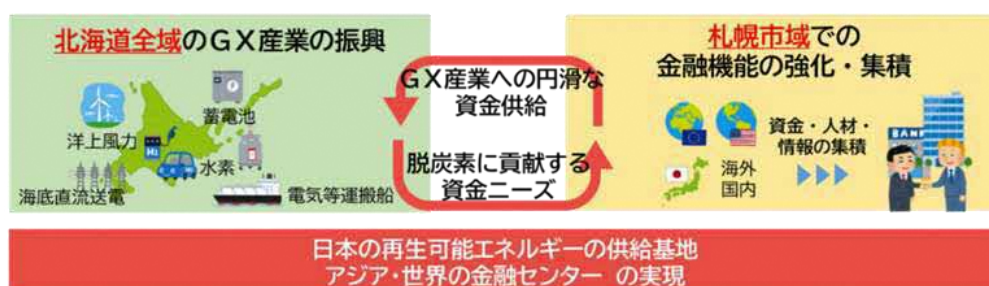 北海道全域のGX産業の振興
洋上風力
蓄電池
H2
水素
海底直流送電
電気等運搬船
GX産業への円滑な
資金供給
脱炭素に貢献する
資金ニーズ
札幌市域での
金融機能の強化・集積
海外
国内
資金・人材・
情報の集積
BANK
日本の再生可能エネルギーの供給基地
アジア・世界の金融センター の実現